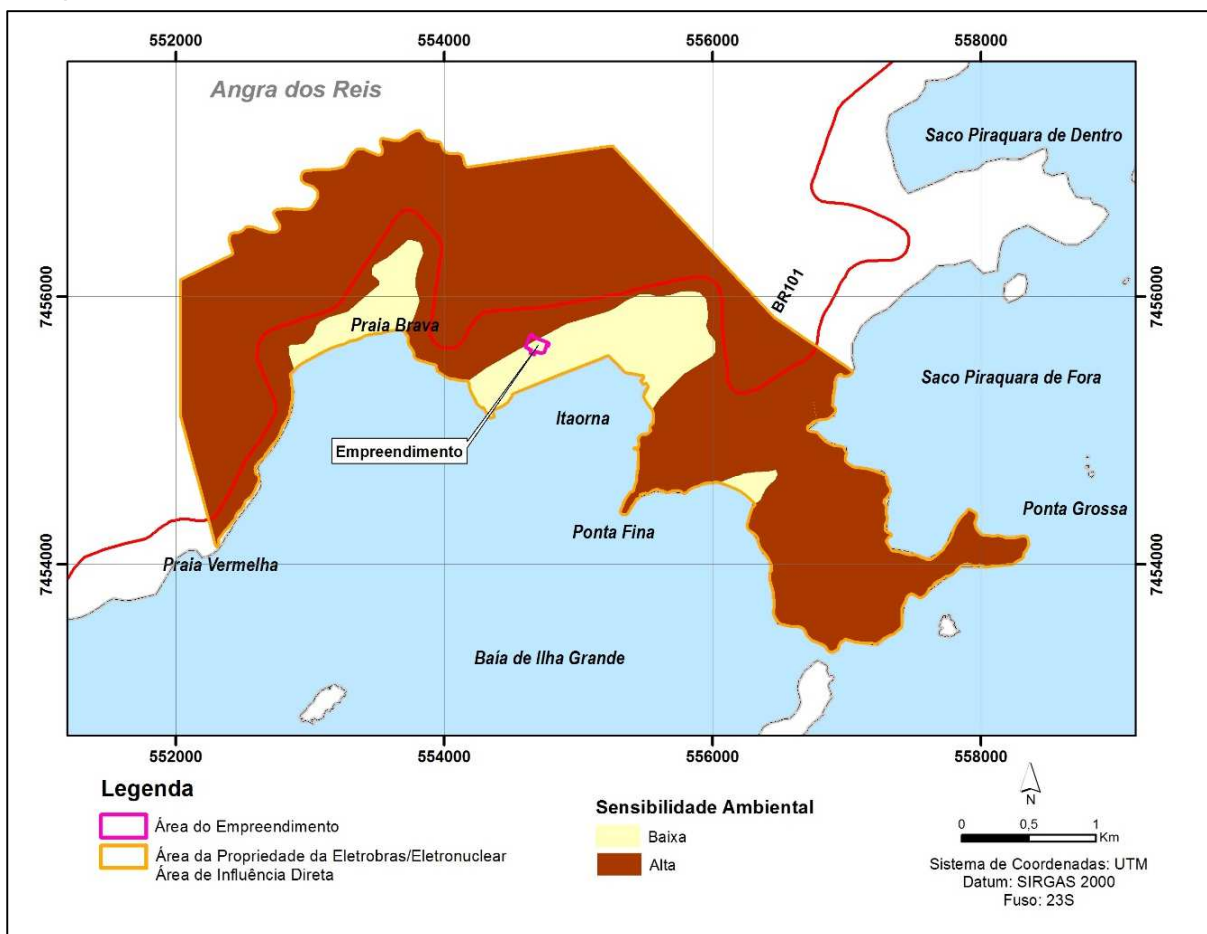 552000 554000 556000 558000
Angra dos Reis
Saco Piraquara de Dentro
7456000
BR101
7456000
Praia Brava
Saco Piraquara de Fora
Itaorna
Empreendimento
Ponta Grossa
Ponta Fina
7454000
Praia Vermelha
7454000
Baía de Ilha Grande
552000 554000 556000 558000
Legenda
Área do Empreendimento
Área da Propriedade da Eletrobras/Eletronuclear
Área de Influência Direta
Sensibilidade Ambiental
Baixa
Alta
N
0 0,5 1
Km
Sistema de Coordenadas: UTM
Datum: SIRGAS 2000
Fuso: 23S